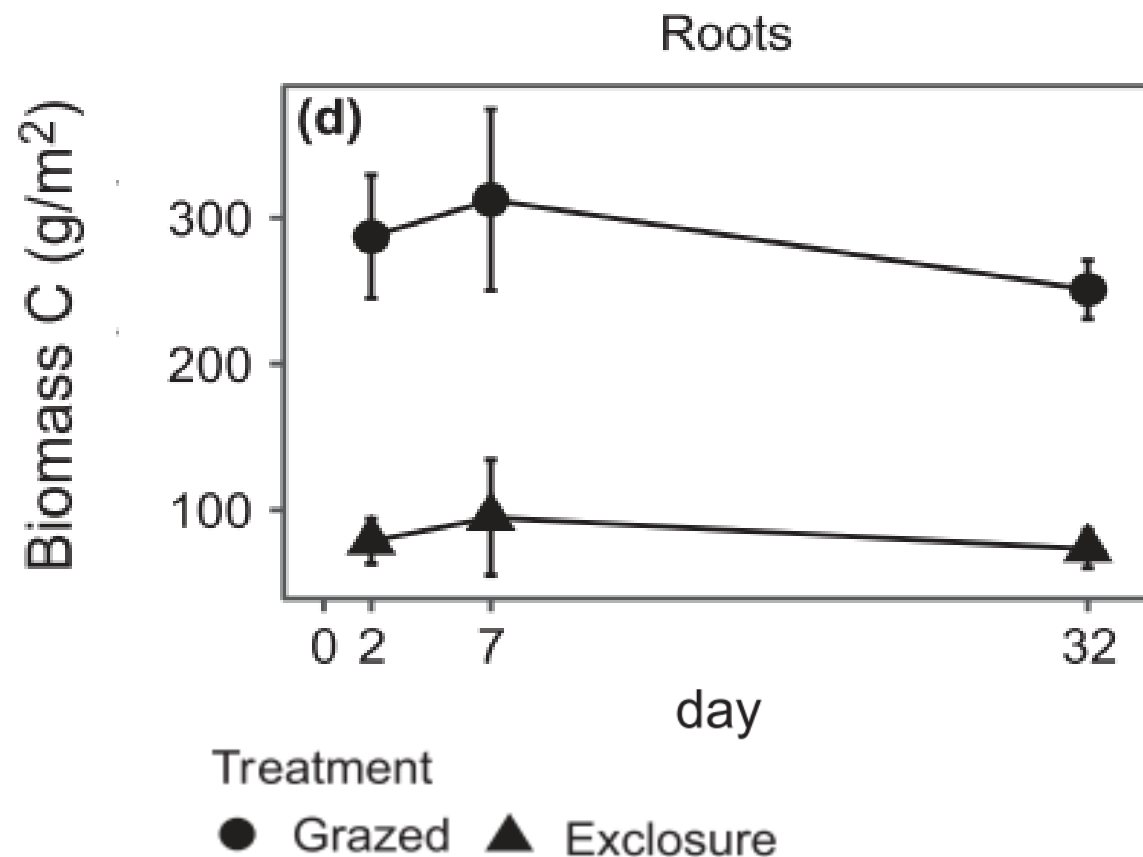 Roots
(d)
Biomass C (g/m²)
300
200
100
0 2 7 32
day
Treatment
Grazed Exclosure